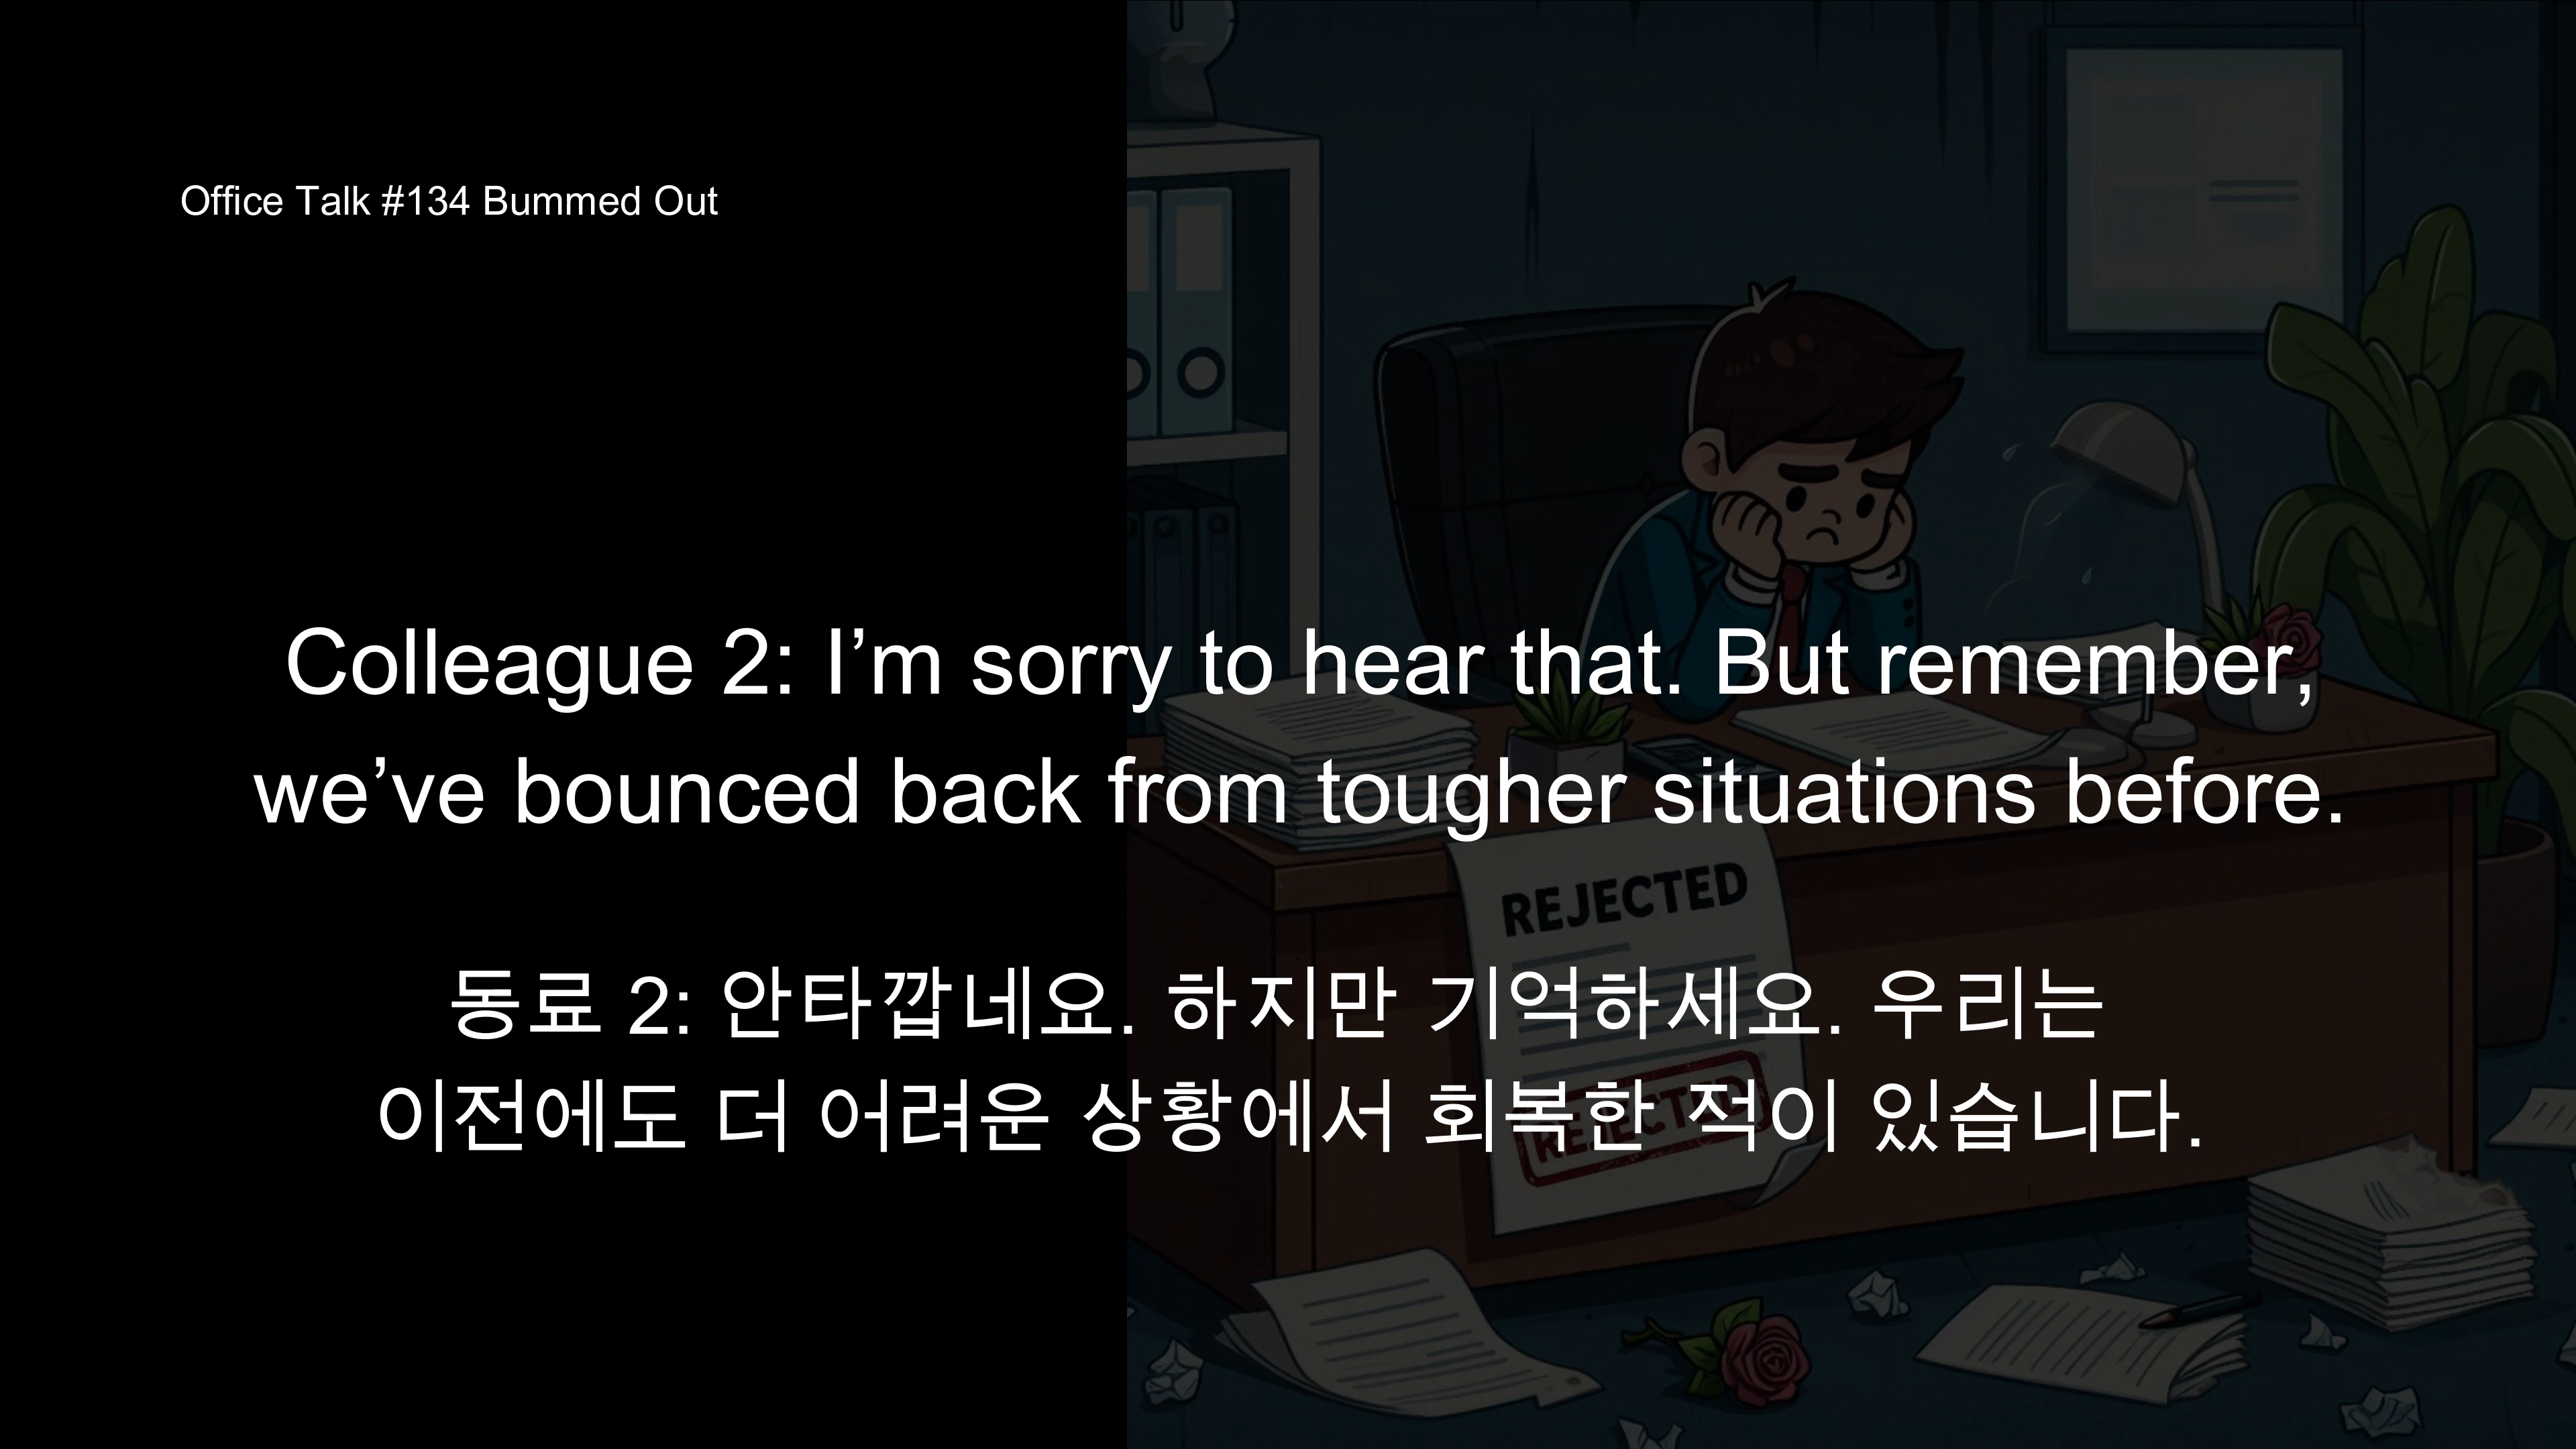 Office Talk #134 Bummed Out
Colleague 2: I’m sorry to hear that. But remember,
we’ve bounced back from tougher situations before.
동료 2: 안타깝네요. 하지만 기억하세요. 우리는
이전에도 더 어려운 상황에서 회복한 적이 있습니다.
REJECTED
REJECTED